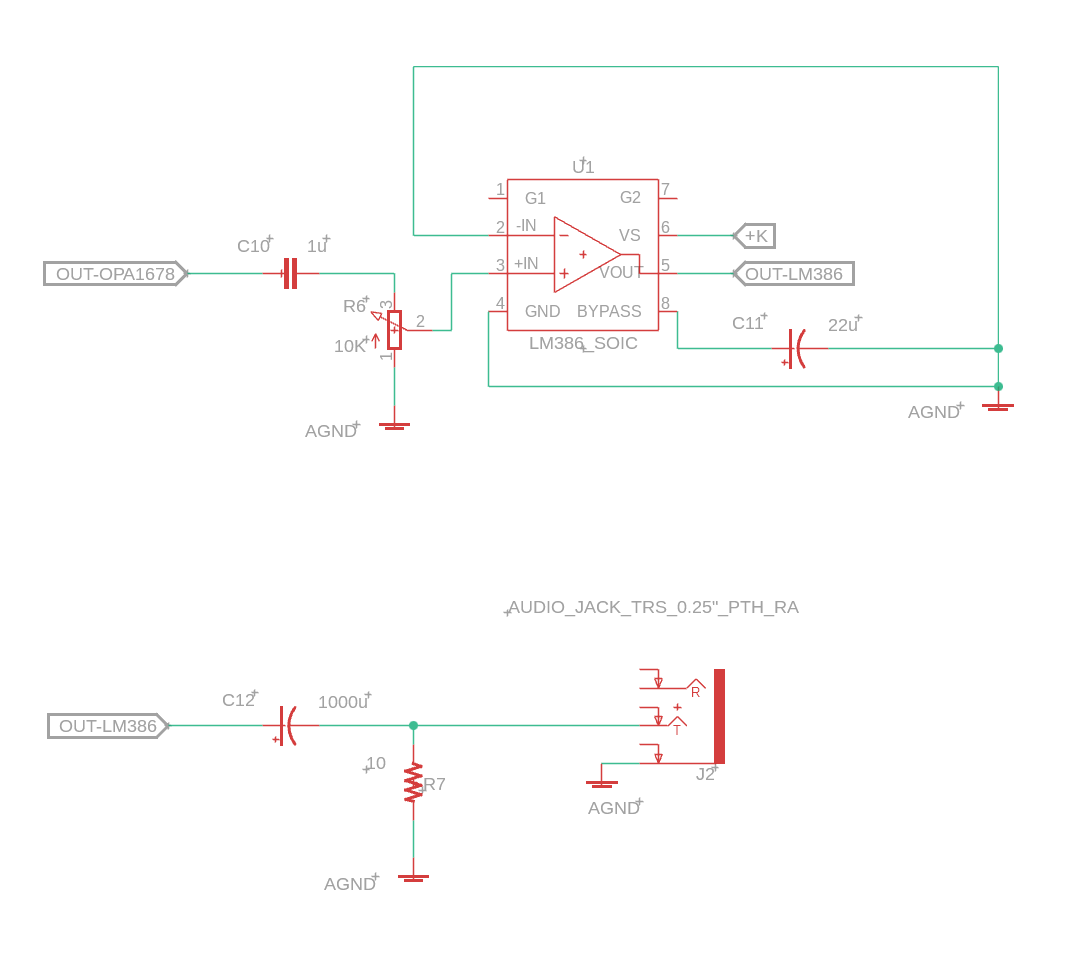 U1
1
G1
G2
7
2
-IN
VS
6
+K
C10
1u
OUT-OPA1678
3
+IN
VOUT
5
OUT-LM386
R6
3
2
10K
1
4
GND
BYPASS
8
C11
22u
LM386_SOIC
AGND
AGND
AUDIO_JACK_TRS_0.25"_PTH_RA
C12
1000u
R
OUT-LM386
T
10
R7
J2
AGND
AGND